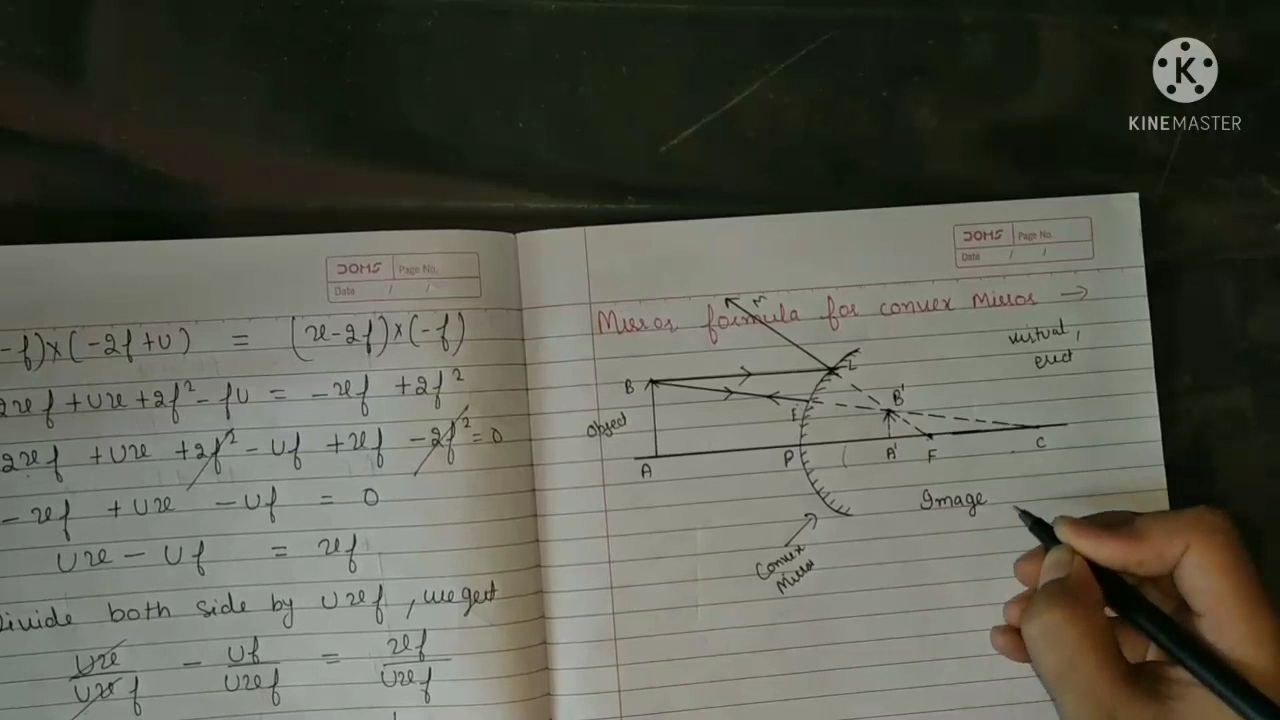 K
KINEMASTER
DOMS Page No.
Date / /
-f)×(-2f+u) = (v-2f)×(-f)
2vf + uv + 2f² - fu = -vf + 2f²
2vf + uv + 2f² - uf + vf - 2f² = 0
- vf + uv - uf = 0
uv - uf = vf
Divide both side by uvf, we get
uv/uvf - uf/uvf = vf/uvf
DOMS Page No.
Date / /
Mirror formula for convex Mirror →
virtual,
erect
B
E
B'
Object
A
P
A'
F
C
Image
Convex
Mirror